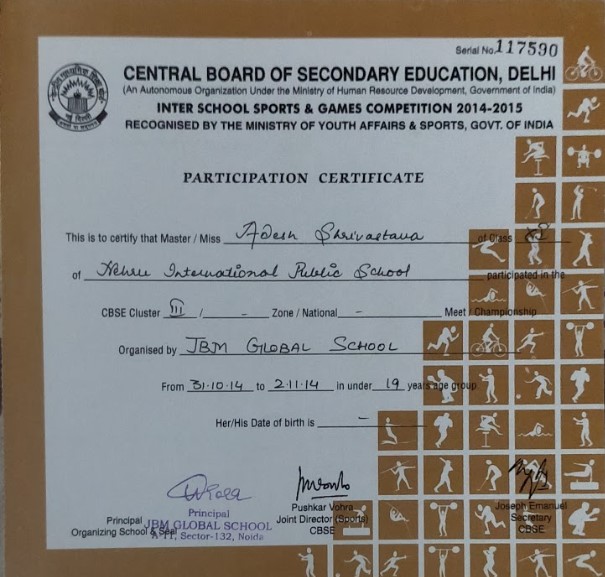 Serial No. 117590
CENTRAL BOARD OF SECONDARY EDUCATION, DELHI
(An Autonomous Organization Under the Ministry of Human Resource Development, Government of India)
INTER SCHOOL SPORTS & GAMES COMPETITION 2014-2015
RECOGNISED BY THE MINISTRY OF YOUTH AFFAIRS & SPORTS, GOVT. OF INDIA
PARTICIPATION CERTIFICATE
This is to certify that Master / Miss Adesh Shrivastava of Class
of Nehru International Public School participated in the
CBSE Cluster III / - Zone / National - Meet / Championship
Organised by JBM GLOBAL SCHOOL
From 31.10.14 to 2.11.14 in under 19 years age group.
Her/His Date of birth is -
Principal
Organizing School & Seal
Principal
JBM GLOBAL SCHOOL
A-11, Sector-132, Noida
Pushkar Vohra
Joint Director (Sports)
CBSE
Joseph Emanuel
Secretary
CBSE